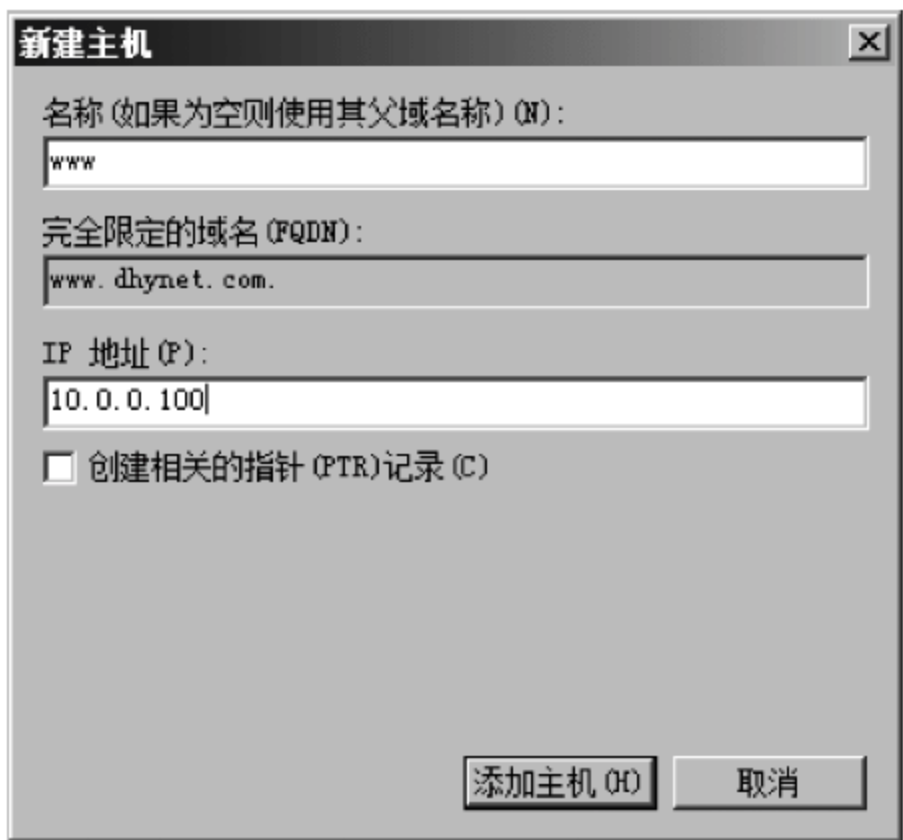 新建主机
名称(如果为空则使用其父域名称)(N):
www
完全限定的域名(FQDN):
www.dhynet.com.
IP 地址(P):
10.0.0.100
创建相关的指针(PTR)记录(C)
添加主机(H) 取消